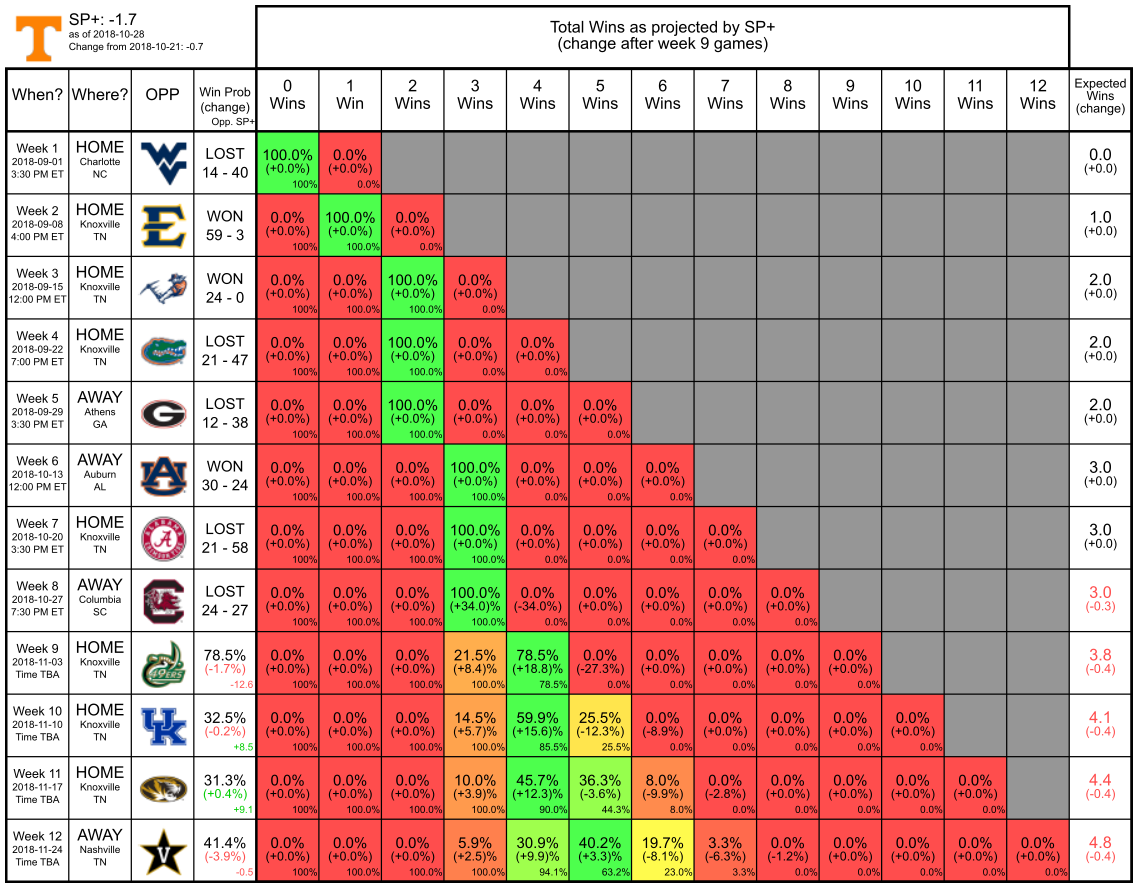 SP+: -1.7
as of 2018-10-28
Change from 2018-10-21: -0.7
Total Wins as projected by SP+
(change after week 9 games)
When? Where? OPP Win Prob (change) Opp. SP+ 0 Wins 1 Win 2 Wins 3 Wins 4 Wins 5 Wins 6 Wins 7 Wins 8 Wins 9 Wins 10 Wins 11 Wins 12 Wins Expected Wins (change)
Week 1 HOME LOST 100.0% 0.0% 0.0
2018-09-01 Charlotte (+0.0%) (+0.0%) (+0.0)
3:30 PM ET NC 14 - 40 100% 0.0%
Week 2 HOME WON 0.0% 100.0% 0.0% 1.0
2018-09-08 Knoxville (+0.0%) (+0.0%) (+0.0%) (+0.0)
4:00 PM ET TN 59 - 3 100% 100.0% 0.0%
Week 3 HOME WON 0.0% 0.0% 100.0% 0.0% 2.0
2018-09-15 Knoxville (+0.0%) (+0.0%) (+0.0%) (+0.0%) (+0.0)
12:00 PM ET TN 24 - 0 100% 100.0% 100.0% 0.0%
Week 4 HOME LOST 0.0% 0.0% 100.0% 0.0% 0.0% 2.0
2018-09-22 Knoxville (+0.0%) (+0.0%) (+0.0%) (+0.0%) (+0.0%) (+0.0)
7:00 PM ET TN 21 - 47 100% 100.0% 100.0% 0.0% 0.0%
Week 5 AWAY G LOST 0.0% 0.0% 100.0% 0.0% 0.0% 0.0% 2.0
2018-09-29 Athens (+0.0%) (+0.0%) (+0.0%) (+0.0%) (+0.0%) (+0.0%) (+0.0)
3:30 PM ET GA 12 - 38 100% 100.0% 100.0% 0.0% 0.0% 0.0%
Week 6 AWAY AU WON 0.0% 0.0% 0.0% 100.0% 0.0% 0.0% 0.0% 3.0
2018-10-13 Auburn (+0.0%) (+0.0%) (+0.0%) (+0.0%) (+0.0%) (+0.0%) (+0.0%) (+0.0)
12:00 PM ET AL 30 - 24 100% 100.0% 100.0% 100.0% 0.0% 0.0% 0.0%
Week 7 HOME LOST 0.0% 0.0% 0.0% 100.0% 0.0% 0.0% 0.0% 0.0% 3.0
2018-10-20 Knoxville (+0.0%) (+0.0%) (+0.0%) (+0.0%) (+0.0%) (+0.0%) (+0.0%) (+0.0%) (+0.0)
3:30 PM ET TN 21 - 58 100% 100.0% 100.0% 100.0% 0.0% 0.0% 0.0% 0.0%
Week 8 AWAY LOST 0.0% 0.0% 0.0% 100.0% 0.0% 0.0% 0.0% 0.0% 0.0% 3.0
2018-10-27 Columbia (+0.0%) (+0.0%) (+0.0%) (+34.0)% (-34.0%) (+0.0%) (+0.0%) (+0.0%) (+0.0%) (-0.3)
7:30 PM ET SC 24 - 27 100% 100.0% 100.0% 100.0% 0.0% 0.0% 0.0% 0.0% 0.0%
Week 9 HOME 78.5% 0.0% 0.0% 0.0% 21.5% 78.5% 0.0% 0.0% 0.0% 0.0% 0.0% 3.8
2018-11-03 Knoxville (-1.7%) (+0.0%) (+0.0%) (+0.0%) (+8.4)% (+18.8)% (-27.3%) (+0.0%) (+0.0%) (+0.0%) (+0.0%) (-0.4)
Time TBA TN -12.6 100% 100.0% 100.0% 100.0% 78.5% 0.0% 0.0% 0.0% 0.0% 0.0%
Week 10 HOME UK 32.5% 0.0% 0.0% 0.0% 14.5% 59.9% 25.5% 0.0% 0.0% 0.0% 0.0% 0.0% 4.1
2018-11-10 Knoxville (-0.2%) (+0.0%) (+0.0%) (+0.0%) (+5.7)% (+15.6)% (-12.3%) (-8.9%) (+0.0%) (+0.0%) (+0.0%) (+0.0%) (-0.4)
Time TBA TN +8.5 100% 100.0% 100.0% 100.0% 85.5% 25.5% 0.0% 0.0% 0.0% 0.0% 0.0%
Week 11 HOME 31.3% 0.0% 0.0% 0.0% 10.0% 45.7% 36.3% 8.0% 0.0% 0.0% 0.0% 0.0% 0.0% 4.4
2018-11-17 Knoxville (+0.4%) (+0.0%) (+0.0%) (+0.0%) (+3.9)% (+12.3)% (-3.6%) (-9.9%) (-2.8%) (+0.0%) (+0.0%) (+0.0%) (+0.0%) (-0.4)
Time TBA TN +9.1 100% 100.0% 100.0% 100.0% 90.0% 44.3% 8.0% 0.0% 0.0% 0.0% 0.0% 0.0%
Week 12 AWAY V 41.4% 0.0% 0.0% 0.0% 5.9% 30.9% 40.2% 19.7% 3.3% 0.0% 0.0% 0.0% 0.0% 0.0% 4.8
2018-11-24 Nashville (-3.9%) (+0.0%) (+0.0%) (+0.0%) (+2.5)% (+9.9)% (+3.3)% (-8.1%) (-6.3%) (-1.2%) (+0.0%) (+0.0%) (+0.0%) (+0.0%) (-0.4)
Time TBA TN -0.5 100% 100.0% 100.0% 100.0% 94.1% 63.2% 23.0% 3.3% 0.0% 0.0% 0.0% 0.0% 0.0%